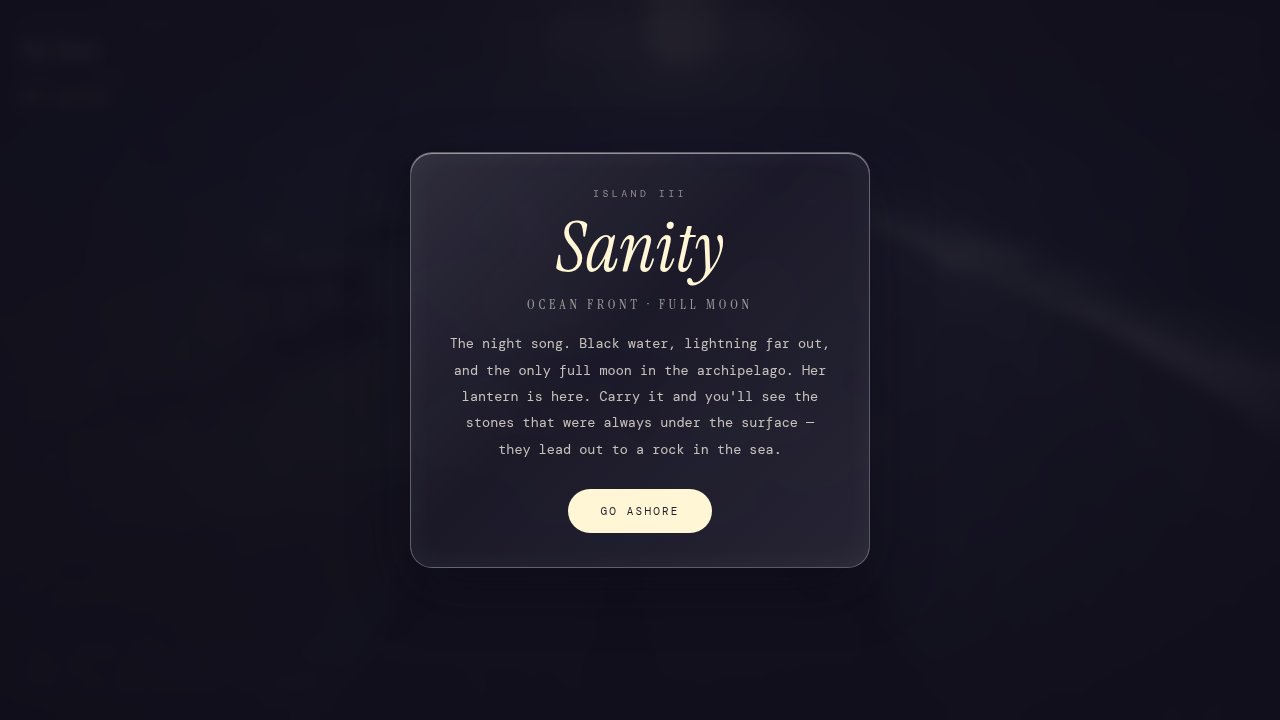 ISLAND III
Sanity
OCEAN FRONT · FULL MOON
The night song. Black water, lightning far out,
and the only full moon in the archipelago. Her
lantern is here. Carry it and you'll see the
stones that were always under the surface —
they lead out to a rock in the sea.
GO ASHORE